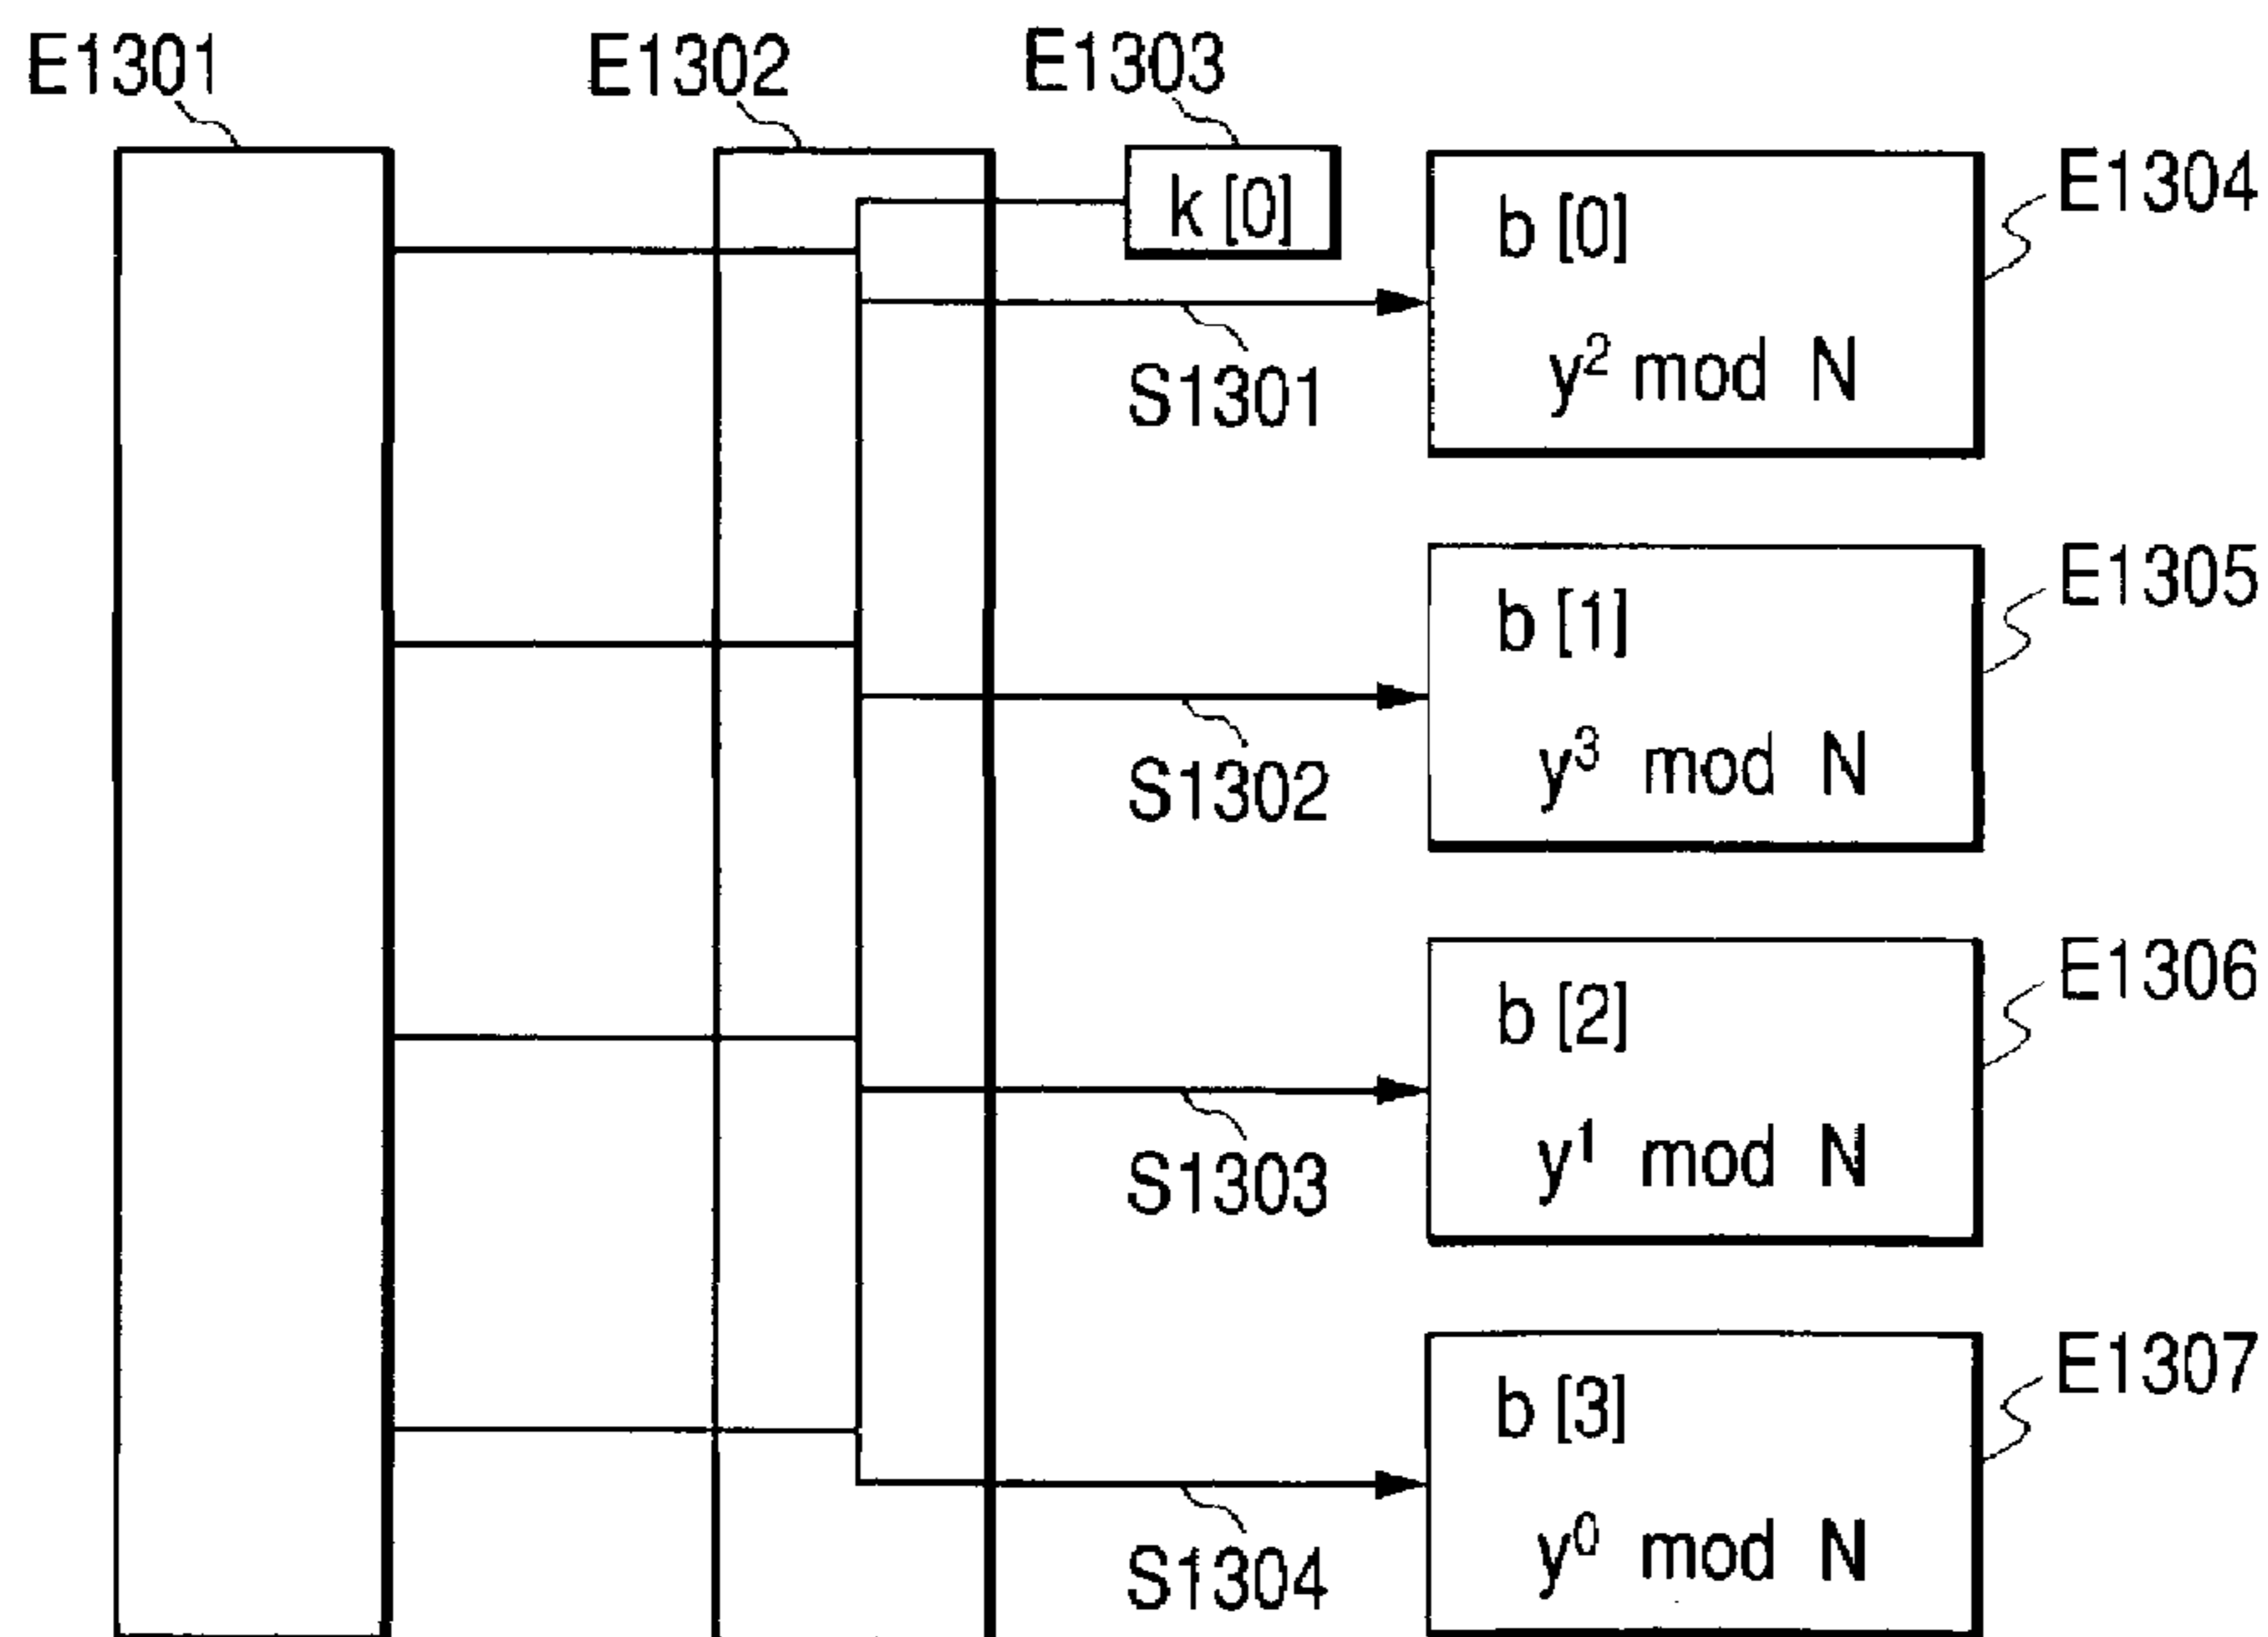 E1301 E1302 E1303
k [0]
E1304
b [0]
y² mod N
S1301
E1305
b [1]
y³ mod N
S1302
E1306
b [2]
y¹ mod N
S1303
E1307
b [3]
y⁰ mod N
S1304